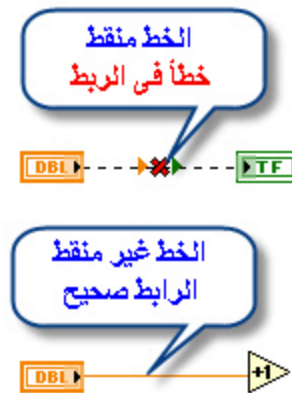 الخط منقط
خطأ فى الربط
DBL
TF
الخط غير منقط
الرابط صحيح
DBL
+1